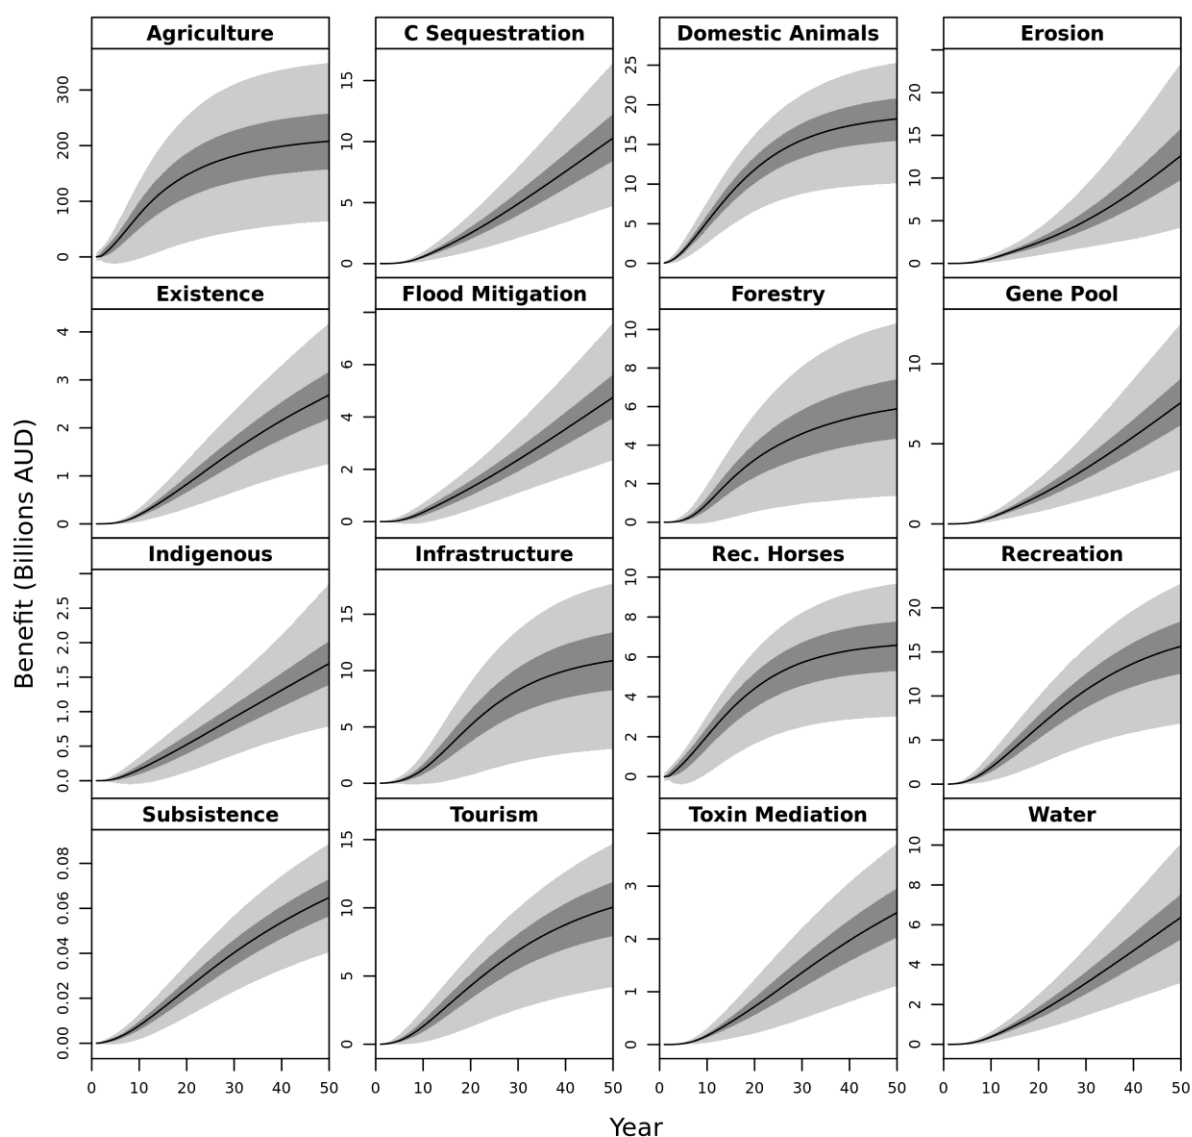 Agriculture
C Sequestration
Domestic Animals
Erosion
0 100 200 300
0 5 10 15
0 5 10 15 20 25
0 5 10 15 20
Existence
Flood Mitigation
Forestry
Gene Pool
0 1 2 3 4
0 2 4 6
0 2 4 6 8 10
0 5 10
Indigenous
Infrastructure
Rec. Horses
Recreation
0.0 0.5 1.0 1.5 2.0 2.5
0 5 10 15
0 2 4 6 8 10
0 5 10 15 20
Subsistence
Tourism
Toxin Mediation
Water
0.00 0.02 0.04 0.06 0.08
0 5 10 15
0 1 2 3
0 2 4 6 8 10
0 10 20 30 40 50
0 10 20 30 40 50
0 10 20 30 40 50
0 10 20 30 40 50
Benefit (Billions AUD)
Year